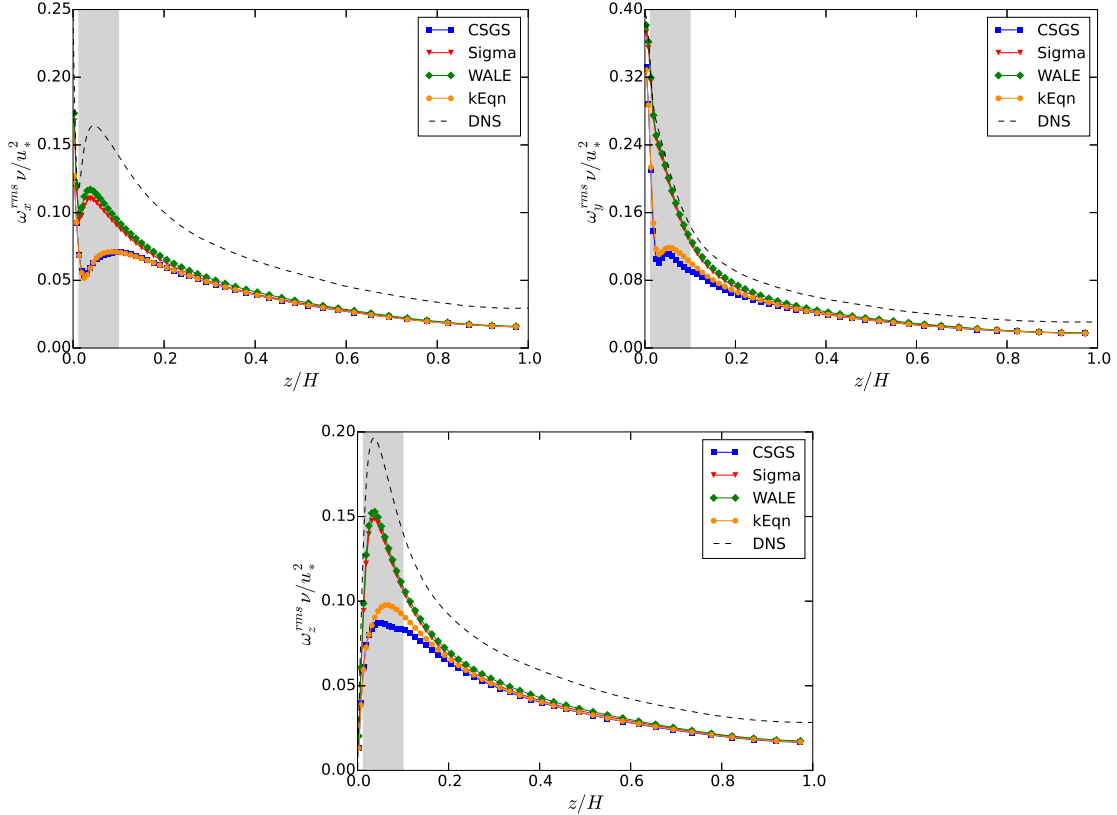 0.25
0.20
0.15
0.10
0.05
0.00
0.0 0.2 0.4 0.6 0.8 1.0
z/H
ω_x^{rms} ν/u_*^2
CSGS
Sigma
WALE
kEqn
DNS
0.40
0.32
0.24
0.16
0.08
0.00
0.0 0.2 0.4 0.6 0.8 1.0
z/H
ω_y^{rms} ν/u_*^2
CSGS
Sigma
WALE
kEqn
DNS
0.20
0.15
0.10
0.05
0.00
0.0 0.2 0.4 0.6 0.8 1.0
z/H
ω_z^{rms} ν/u_*^2
CSGS
Sigma
WALE
kEqn
DNS